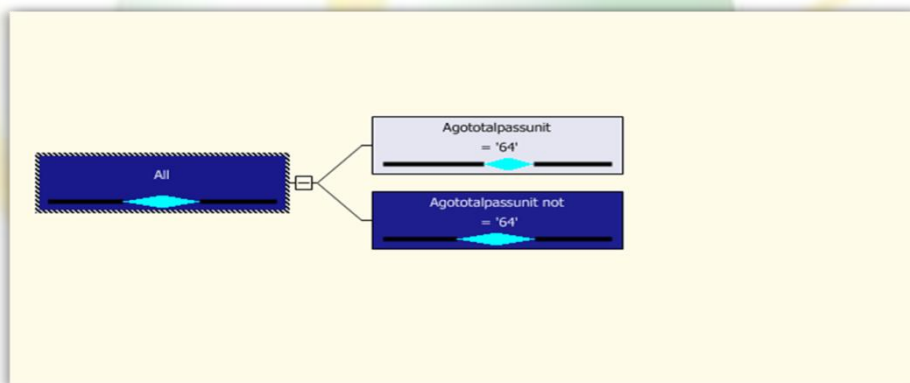 All
Agototalpassunit
= '64'
Agototalpassunit not
= '64'